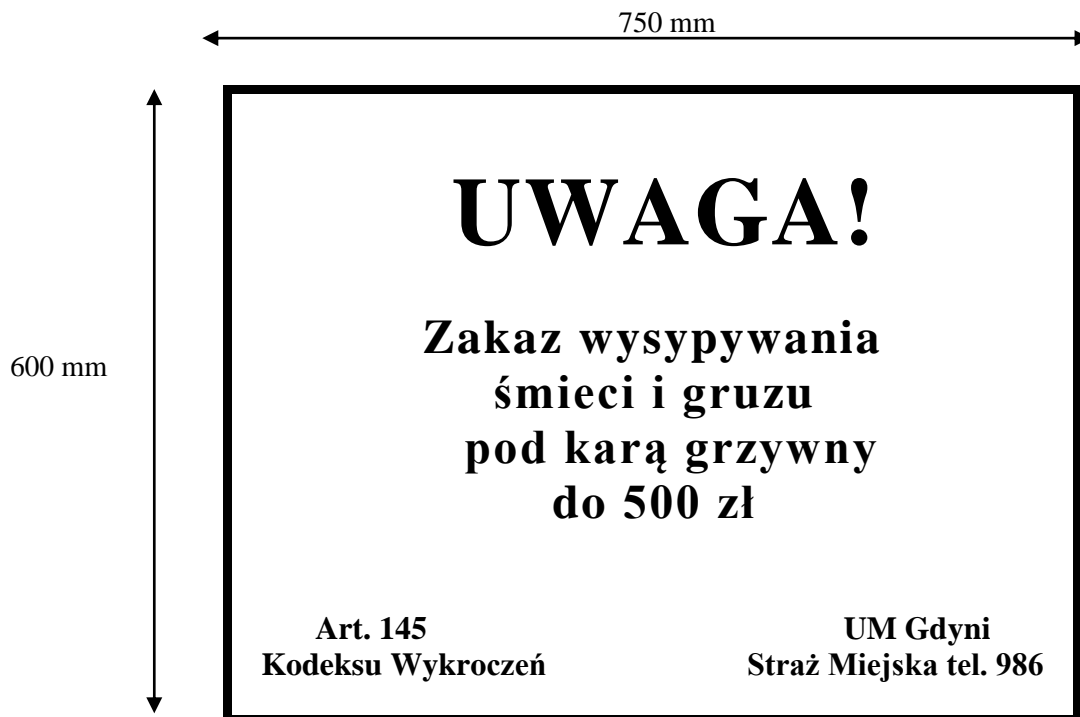 750 mm
600 mm
UWAGA!
Zakaz wysypywania
śmieci i gruzu
pod karą grzywny
do 500 zł
Art. 145
Kodeksu Wykroczeń
UM Gdyni
Straż Miejska tel. 986